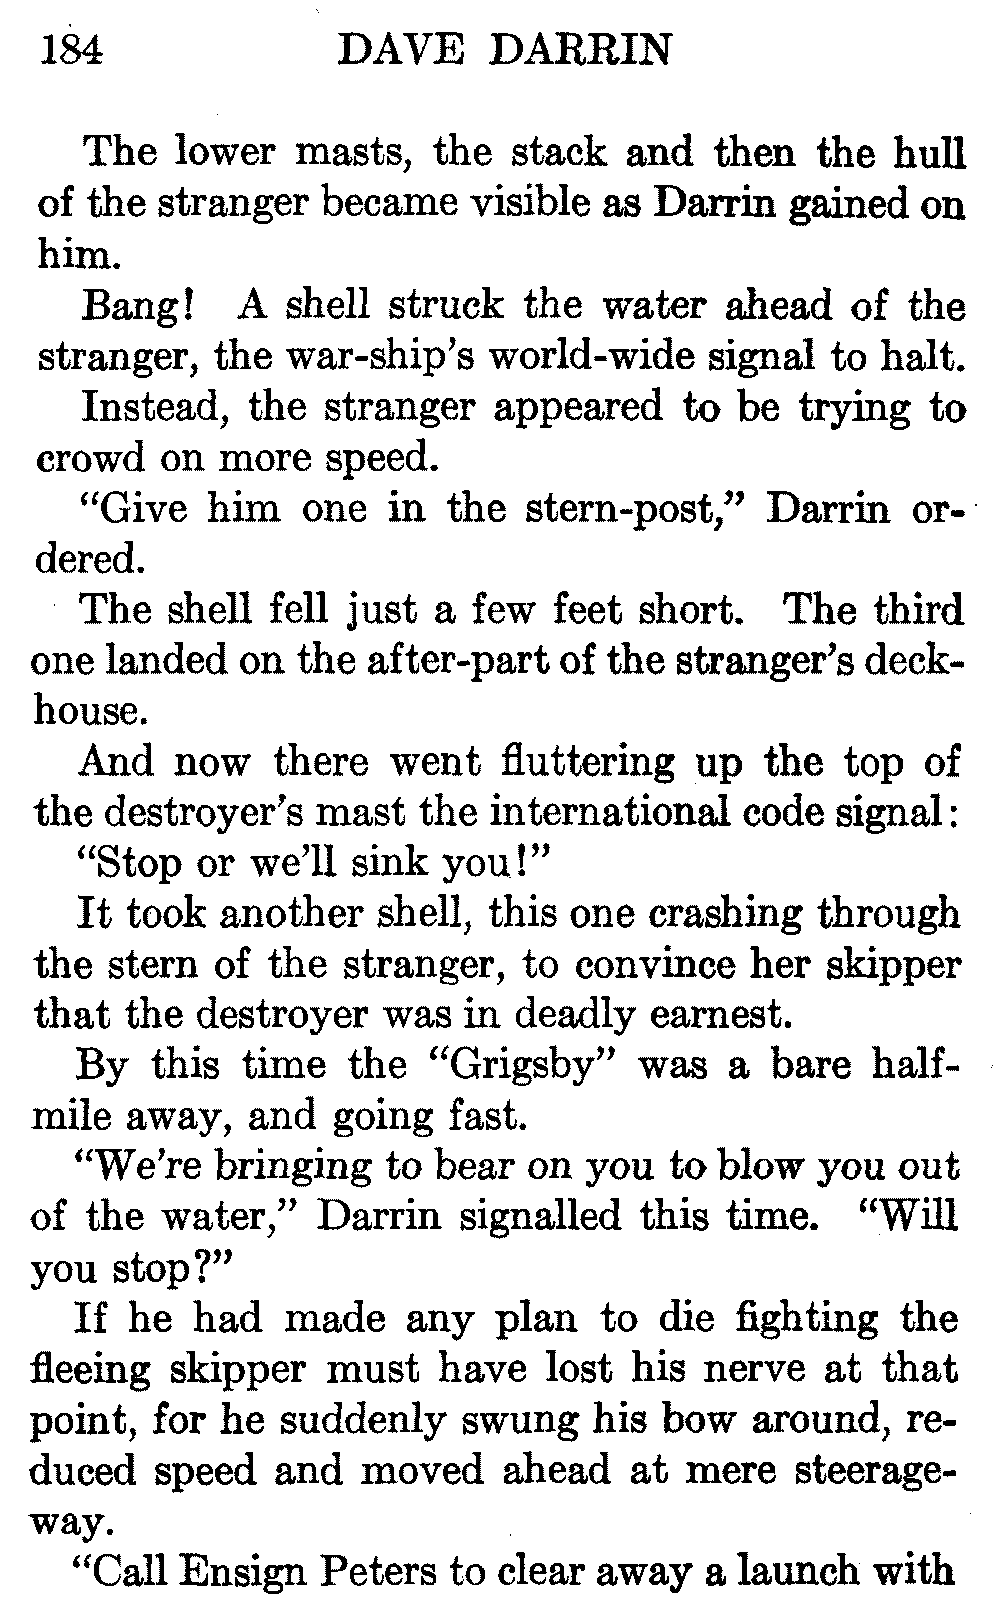 184 DAVE DARRIN
The lower masts, the stack and then the hull
of the stranger became visible as Darrin gained on
him.
Bang! A shell struck the water ahead of the
stranger, the war-ship's world-wide signal to halt.
Instead, the stranger appeared to be trying to
crowd on more speed.
"Give him one in the stern-post," Darrin or-
dered.
The shell fell just a few feet short. The third
one landed on the after-part of the stranger's deck-
house.
And now there went fluttering up the top of
the destroyer's mast the international code signal:
"Stop or we'll sink you!"
It took another shell, this one crashing through
the stern of the stranger, to convince her skipper
that the destroyer was in deadly earnest.
By this time the "Grigsby" was a bare half-
mile away, and going fast.
"We're bringing to bear on you to blow you out
of the water," Darrin signalled this time. "Will
you stop?"
If he had made any plan to die fighting the
fleeing skipper must have lost his nerve at that
point, for he suddenly swung his bow around, re-
duced speed and moved ahead at mere steerage-
way.
"Call Ensign Peters to clear away a launch with